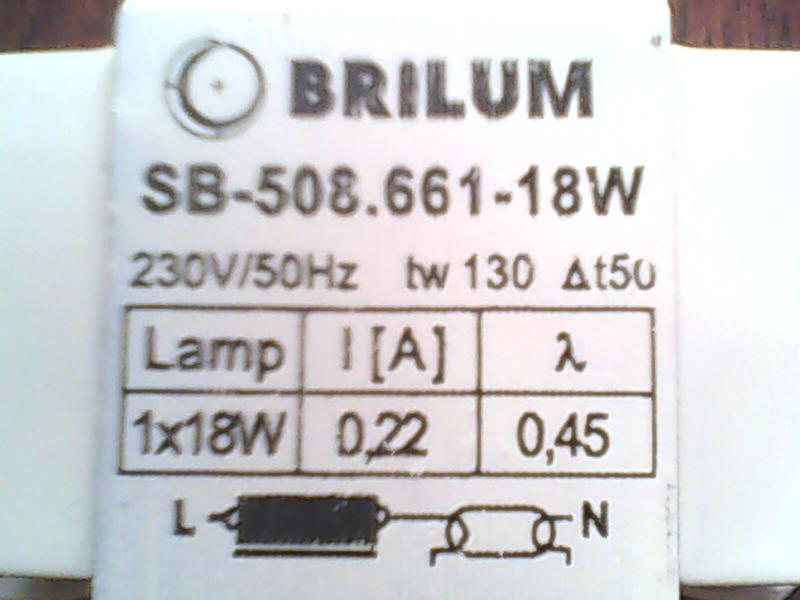 BRILUM
SB-508.661-18W
230V/50Hz tw 130 Δt50
Lamp I [A] λ
1x18W 0,22 0,45
L N